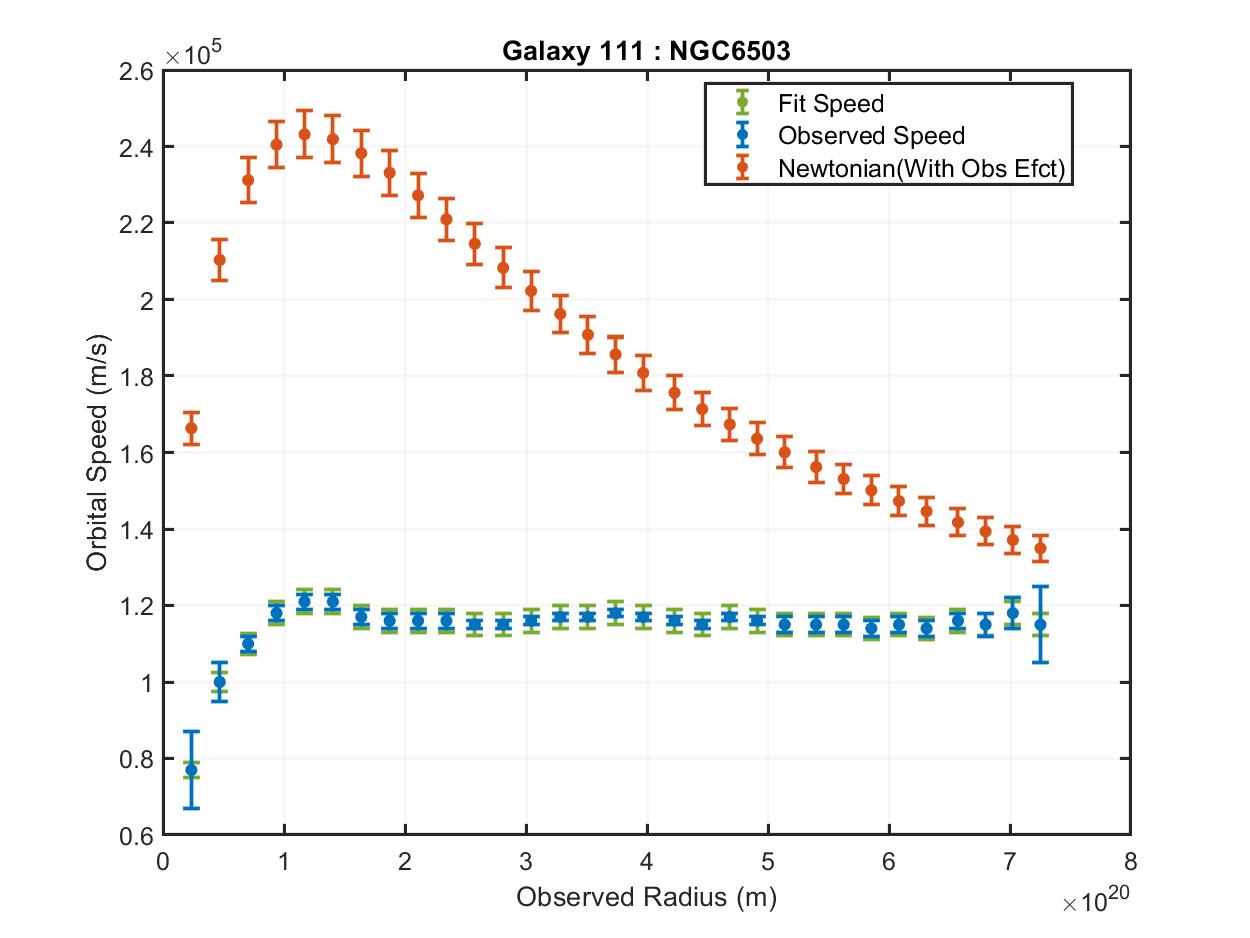 Galaxy 111 : NGC6503
×10^5
2.6
2.4
2.2
2
1.8
1.6
1.4
1.2
1
0.8
0.6
Orbital Speed (m/s)
Fit Speed
Observed Speed
Newtonian(With Obs Efct)
0 1 2 3 4 5 6 7 8
Observed Radius (m)
×10^20